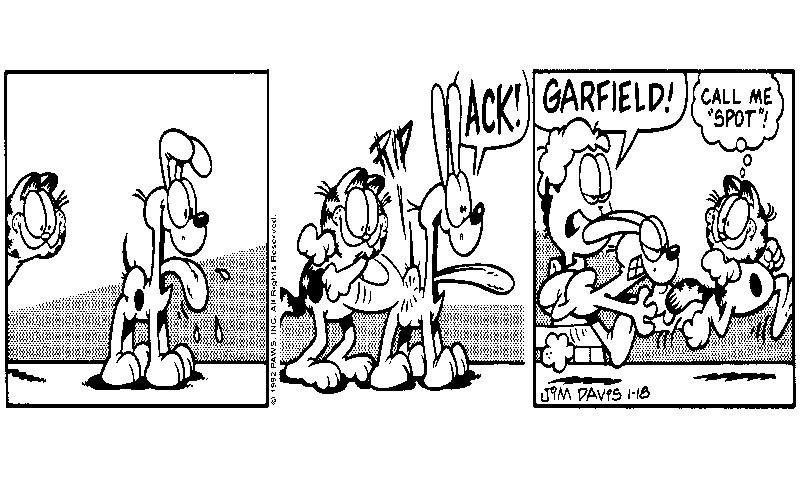 © 1992 PAWS, INC. All Rights Reserved.
RIP
ACK!
GARFIELD!
CALL ME
"SPOT"!
JIM DAVIS 1-18